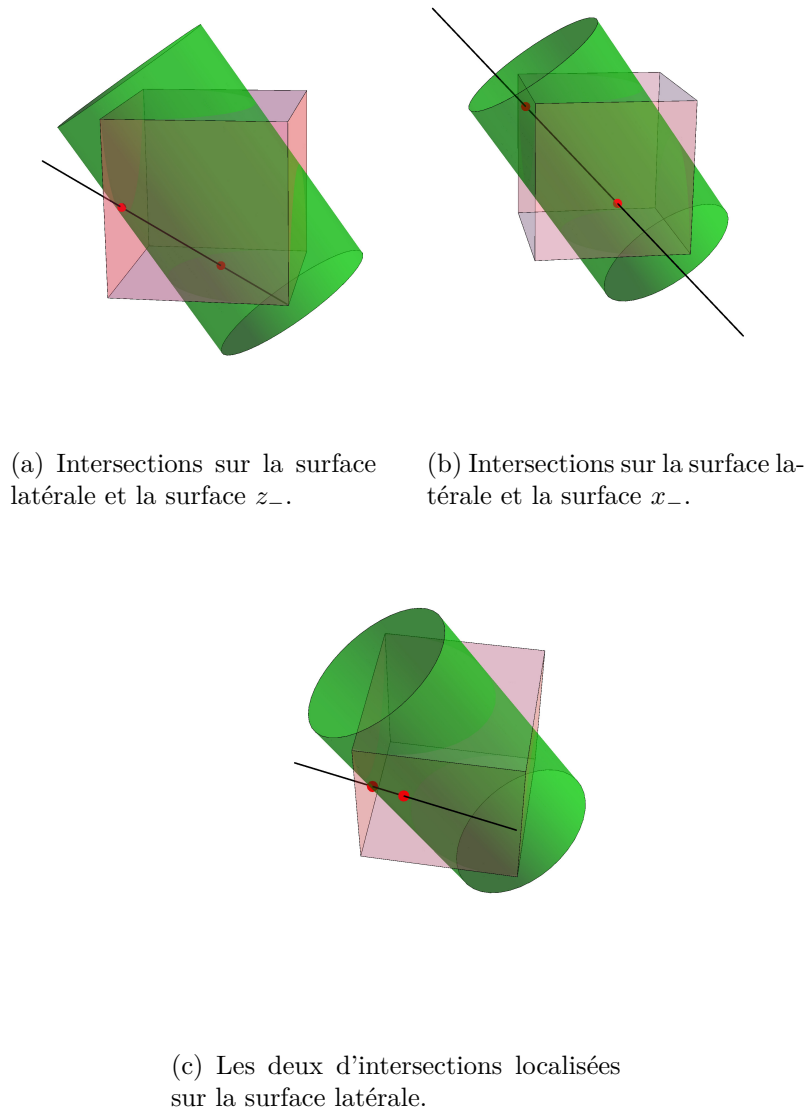 (a) Intersections sur la surface
latérale et la surface z₋.
(b) Intersections sur la surface la-
térale et la surface x₋.
(c) Les deux d'intersections localisées
sur la surface latérale.